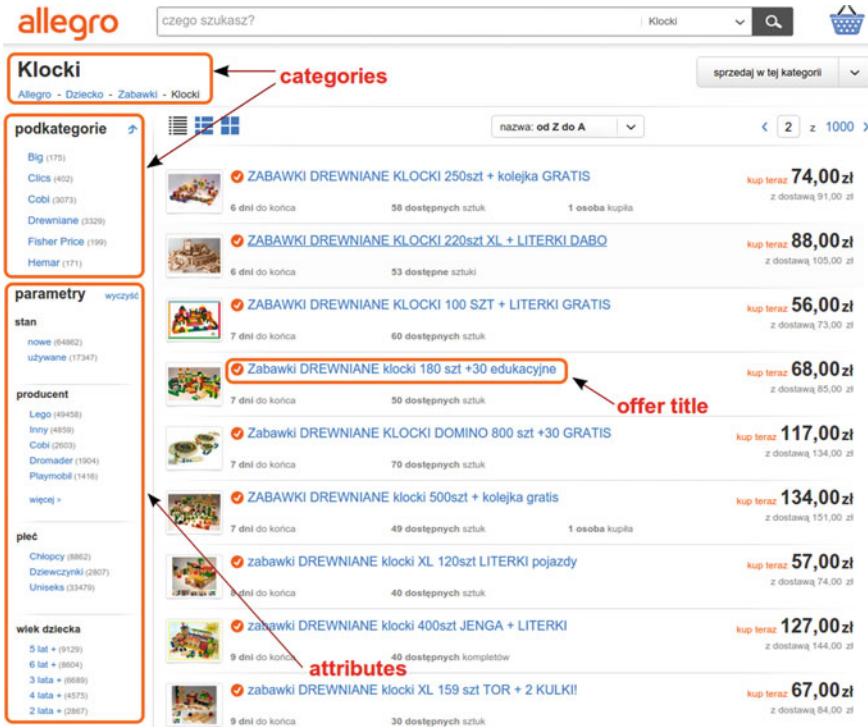 allegro
czego szukasz?
Klocki
Klocki
Allegro - Dziecko - Zabawki - Klocki
categories
sprzedaj w tej kategorii
podkategorie
Big (175)
Clics (402)
Cobi (3073)
Drewniane (3329)
Fisher Price (199)
Hemar (171)
parametry wyczyść
stan
nowe (64862)
używane (17347)
producent
Lego (49458)
Inny (4859)
Cobi (2603)
Dromader (1904)
Playmobil (1416)
więcej >
płeć
Chłopcy (8862)
Dziewczynki (2807)
Uniseks (33479)
wiek dziecka
5 lat + (9129)
6 lat + (8604)
3 lata + (6689)
4 lata + (4575)
2 lata + (2867)
attributes
nazwa: od Z do A
2 z 1000
ZABAWKI DREWNIANE KLOCKI 250szt + kolejka GRATIS
kup teraz 74,00 zł
z dostawą 91,00 zł
6 dni do końca 58 dostępnych sztuk 1 osoba kupiła
ZABAWKI DREWNIANE KLOCKI 220szt XL + LITERKI DABO
kup teraz 88,00 zł
z dostawą 105,00 zł
6 dni do końca 53 dostępne sztuki
ZABAWKI DREWNIANE KLOCKI 100 SZT + LITERKI GRATIS
kup teraz 56,00 zł
z dostawą 73,00 zł
7 dni do końca 60 dostępnych sztuk
Zabawki DREWNIANE klocki 180 szt +30 edukacyjne
kup teraz 68,00 zł
z dostawą 85,00 zł
7 dni do końca 50 dostępnych sztuk
offer title
Zabawki DREWNIANE KLOCKI DOMINO 800 szt +30 GRATIS
kup teraz 117,00 zł
z dostawą 134,00 zł
7 dni do końca 70 dostępnych sztuk
ZABAWKI DREWNIANE klocki 500szt + kolejka gratis
kup teraz 134,00 zł
z dostawą 151,00 zł
7 dni do końca 49 dostępnych sztuk 1 osoba kupiła
zabawki DREWNIANE klocki XL 120szt LITERKI pojazdy
kup teraz 57,00 zł
z dostawą 74,00 zł
dni do końca 40 dostępnych sztuk
zabawki DREWNIANE klocki 400szt JENGA + LITERKI
kup teraz 127,00 zł
z dostawą 144,00 zł
9 dni do końca 40 dostępnych kompletów
zabawki DREWNIANE klocki XL 159 szt TOR + 2 KULKI!
kup teraz 67,00 zł
z dostawą 84,00 zł
9 dni do końca 30 dostępnych sztuk